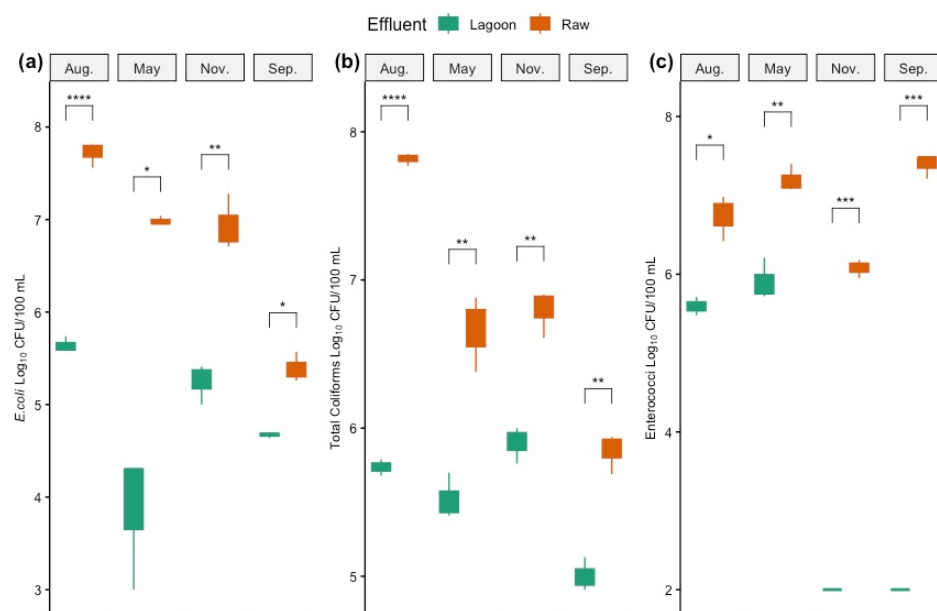 Effluent Lagoon Raw
(a) Aug. May Nov. Sep.
**** * ** *
8
7
6
5
4
3
E.coli Log10 CFU/100 mL
(b) Aug. May Nov. Sep.
**** ** ** **
8
7
6
5
Total Coliforms Log10 CFU/100 mL
(c) Aug. May Nov. Sep.
* ** *** ***
8
6
4
2
Enterococci Log10 CFU/100 mL